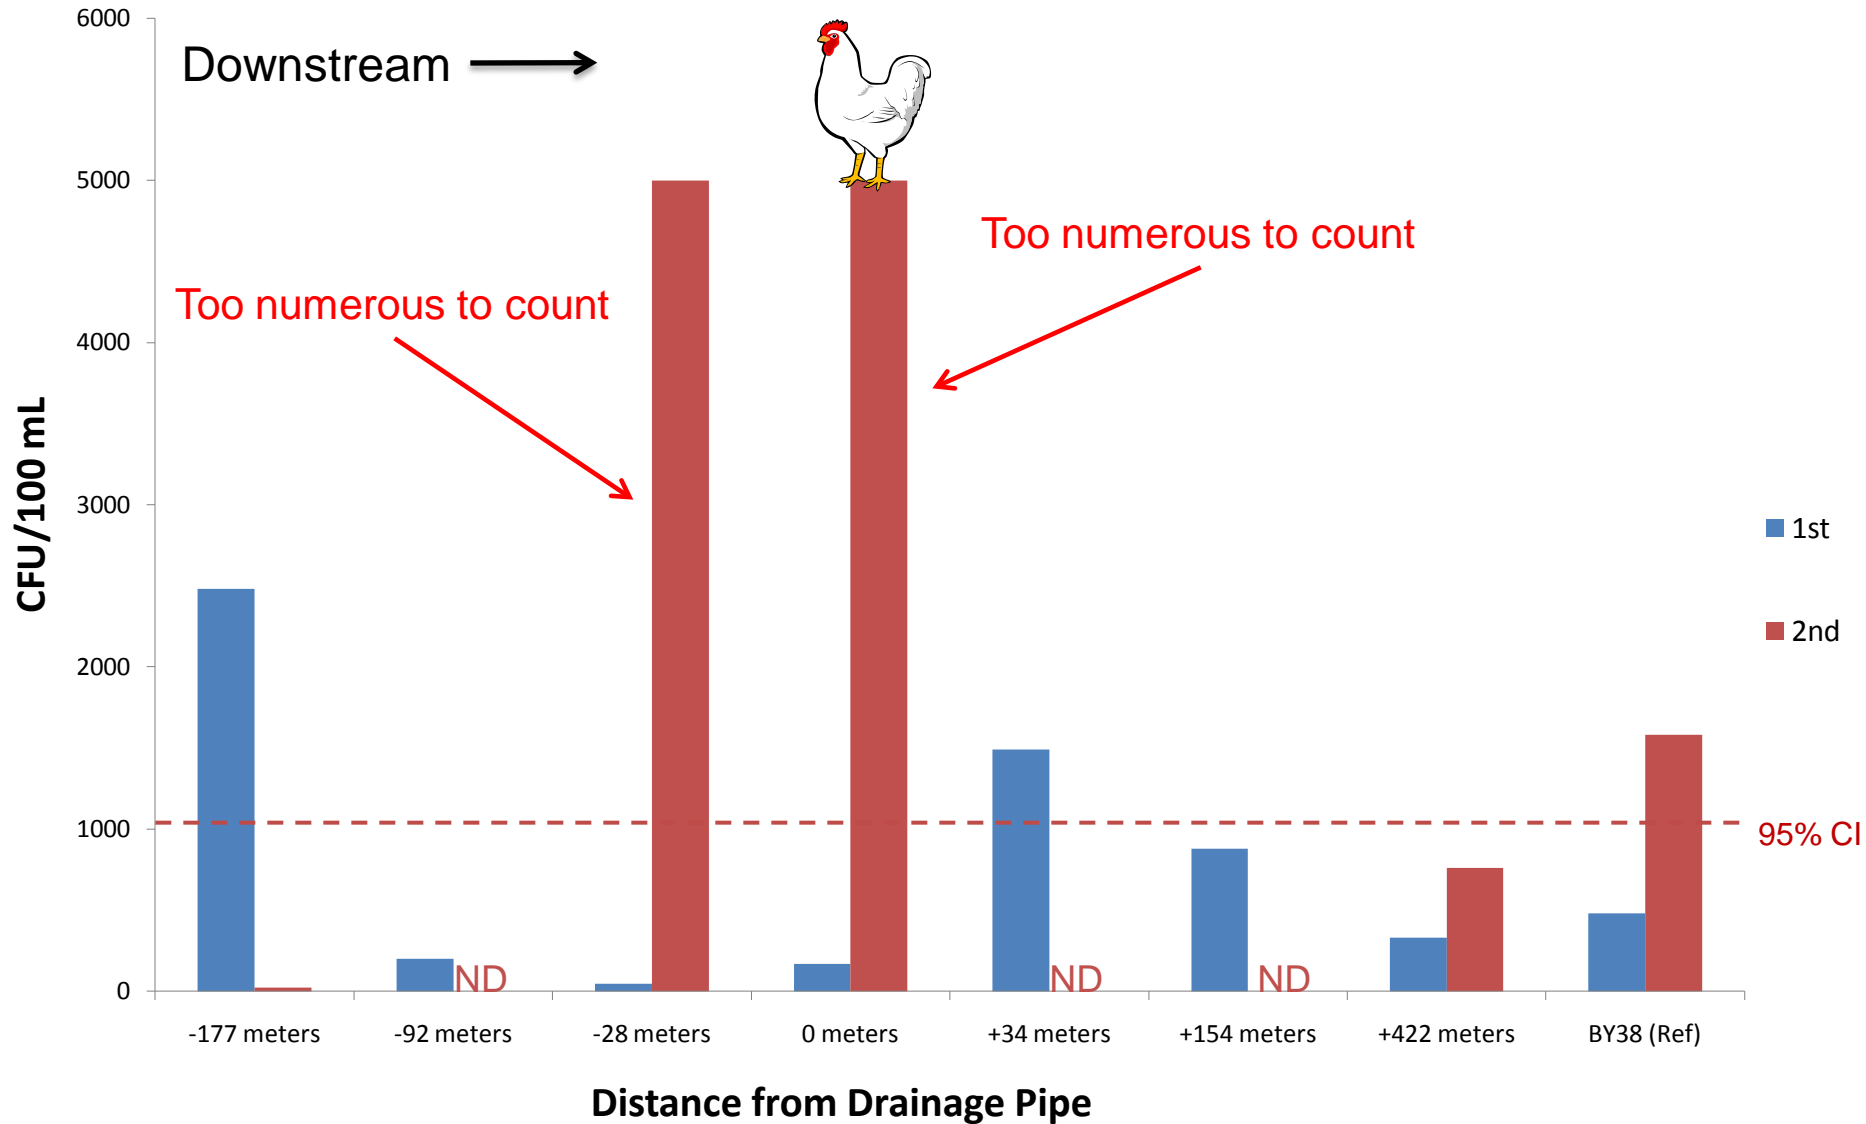 Downstream
Too numerous to count
Too numerous to count
6000
5000
4000
3000
2000
1000
0
CFU/100 mL
1st
2nd
95% CI
ND
ND
ND
-177 meters
-92 meters
-28 meters
0 meters
+34 meters
+154 meters
+422 meters
BY38 (Ref)
Distance from Drainage Pipe